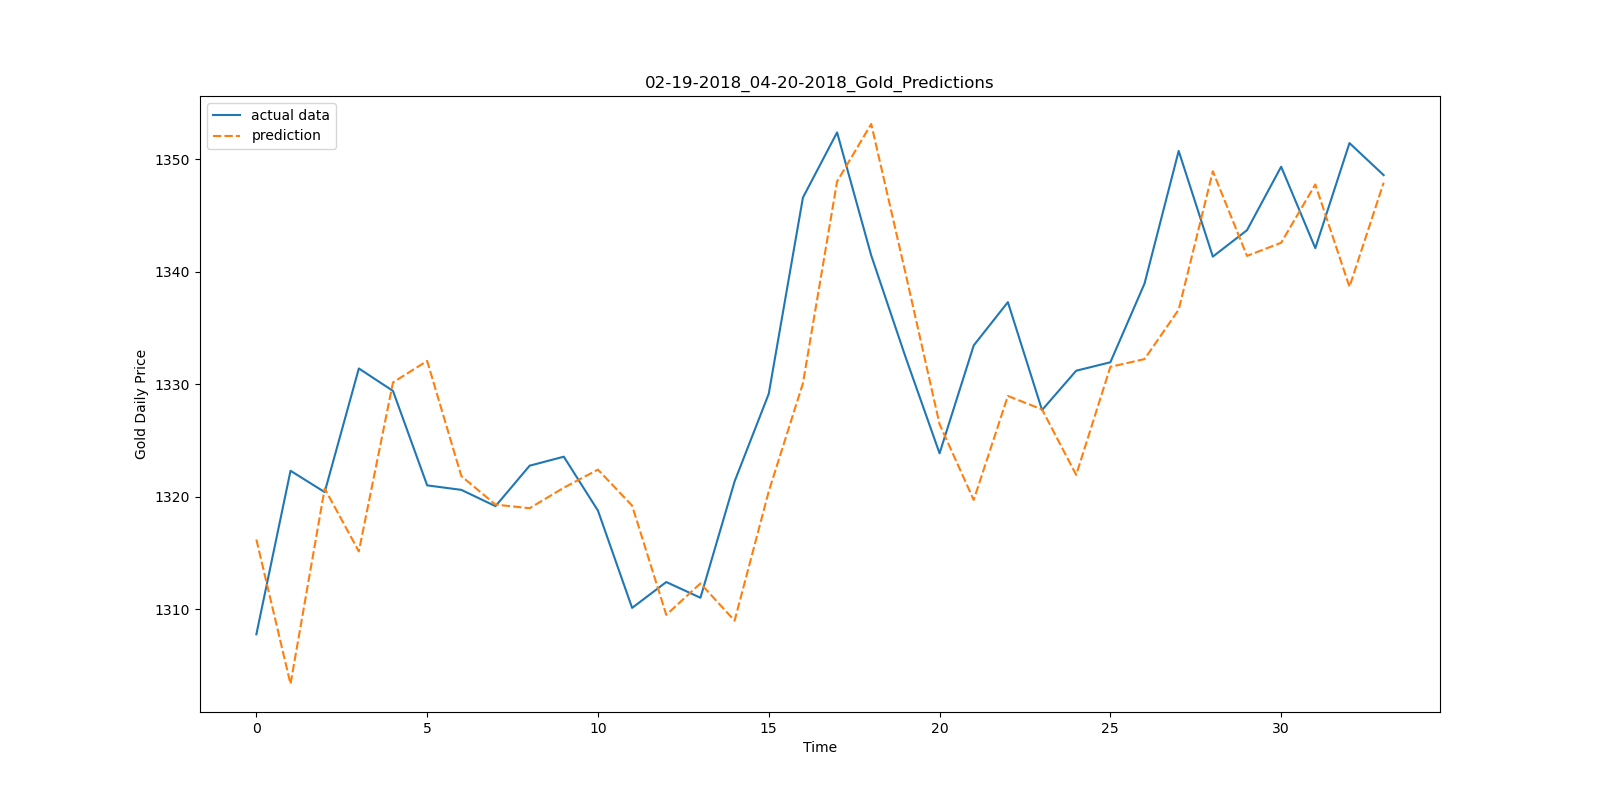 02-19-2018_04-20-2018_Gold_Predictions
actual data
prediction
1350
1340
1330
1320
1310
Gold Daily Price
0 5 10 15 20 25 30
Time